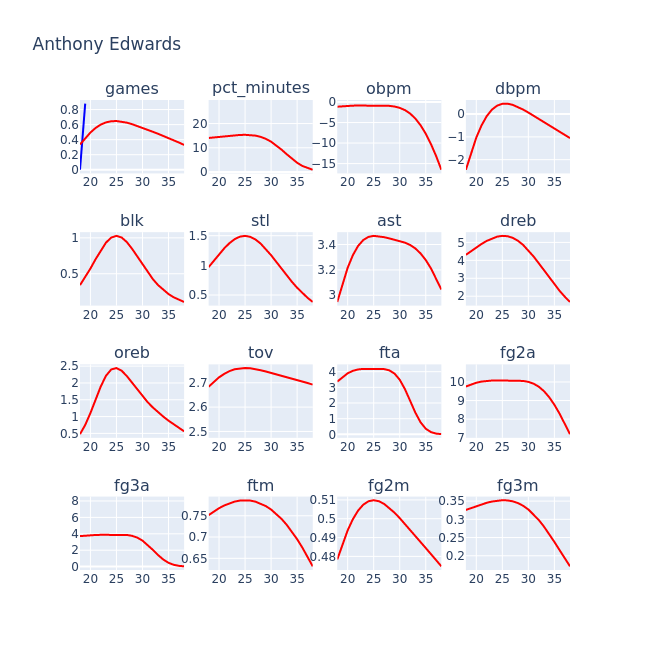 Anthony Edwards
games pct_minutes obpm dbpm
0.8
0.6
0.4
0.2
0
20 25 30 35
20
10
0
20 25 30 35
0
−5
−10
−15
20 25 30 35
0
−1
−2
20 25 30 35
blk stl ast dreb
1
0.5
20 25 30 35
1.5
1
0.5
20 25 30 35
3.4
3.2
3
20 25 30 35
5
4
3
2
20 25 30 35
oreb tov fta fg2a
2.5
2
1.5
1
0.5
20 25 30 35
2.7
2.6
2.5
20 25 30 35
4
3
2
1
0
20 25 30 35
10
9
8
7
20 25 30 35
fg3a ftm fg2m fg3m
8
6
4
2
0
20 25 30 35
0.75
0.7
0.65
20 25 30 35
0.51
0.5
0.49
0.48
20 25 30 35
0.35
0.3
0.25
0.2
20 25 30 35